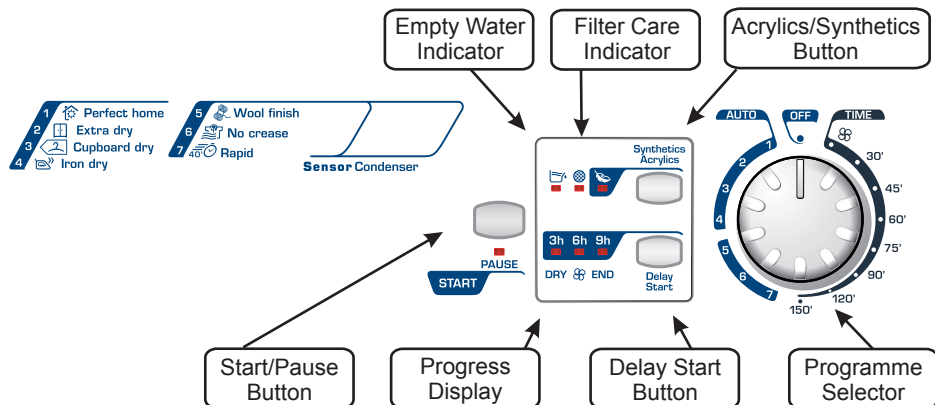 Empty Water
Indicator
Filter Care
Indicator
Acrylics/Synthetics
Button
1 Perfect home
2 Extra dry
3 Cupboard dry
4 Iron dry
5 Wool finish
6 No crease
7 40' Rapid
Sensor Condenser
Synthetics
Acrylics
3h 6h 9h
DRY END
Delay
Start
PAUSE
START
AUTO OFF TIME
1
2
3
4
5
6
7
30'
45'
60'
75'
90'
120'
150'
Start/Pause
Button
Progress
Display
Delay Start
Button
Programme
Selector